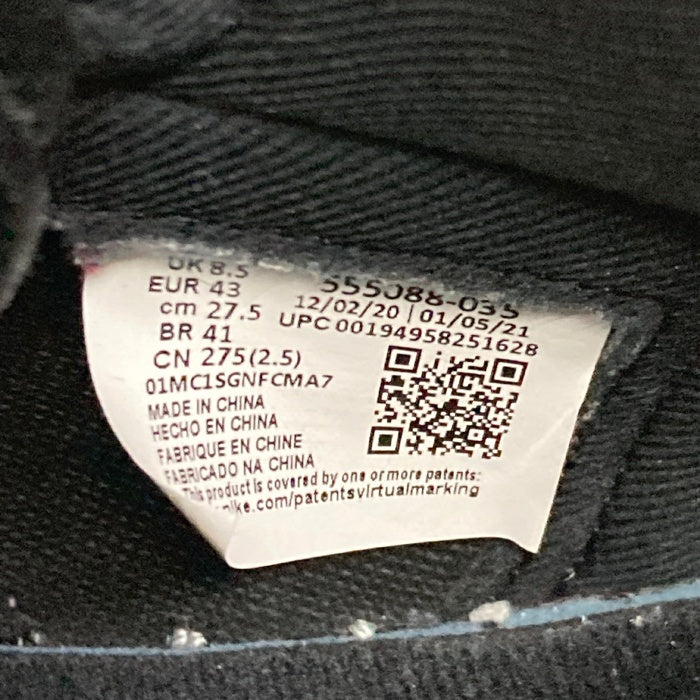 UK 8.5
EUR 43
cm 27.5
BR 41
CN 275(2.5)
01MC1SGNFCMA7
MADE IN CHINA
HECHO EN CHINA
FABRIQUE EN CHINE
FABRICADO NA CHINA
555088-035
12/02/20 | 01/05/21
UPC 00194958251628
This product is covered by one or more patents:
nike.com/patentsvirtualmarking